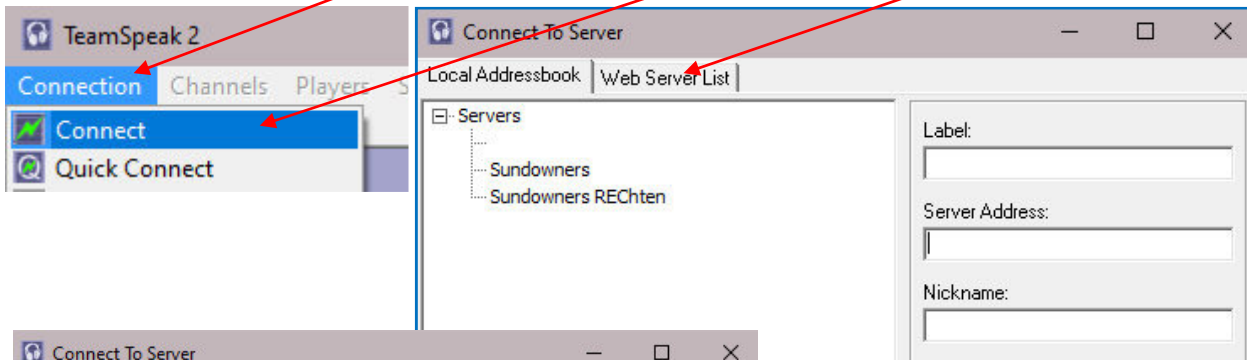 TeamSpeak 2
Connection Channels Players S
Connect
Quick Connect
Connect To Server
Local Addressbook Web Server List
Servers
Sundowners
Sundowners REChten
Label:
Server Address:
Nickname:
Connect To Server